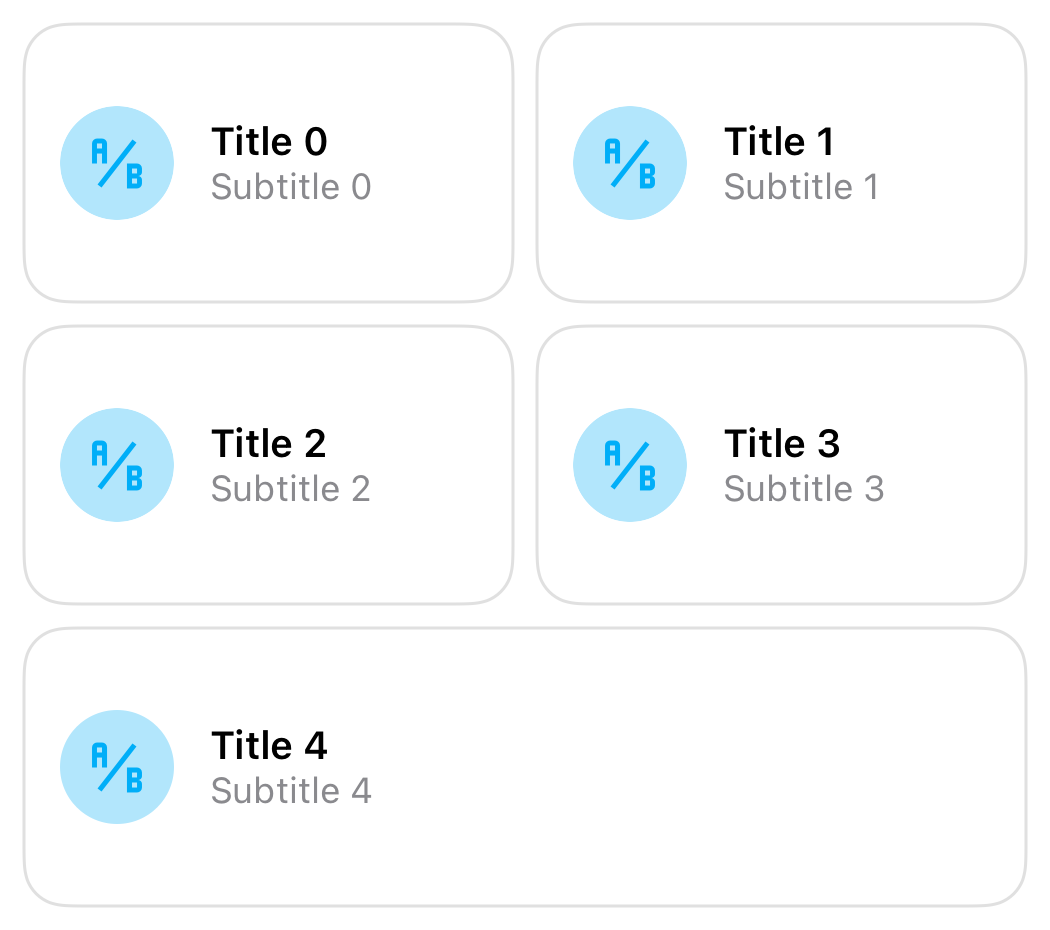 A/B
Title 0
Subtitle 0
A/B
Title 1
Subtitle 1
A/B
Title 2
Subtitle 2
A/B
Title 3
Subtitle 3
A/B
Title 4
Subtitle 4